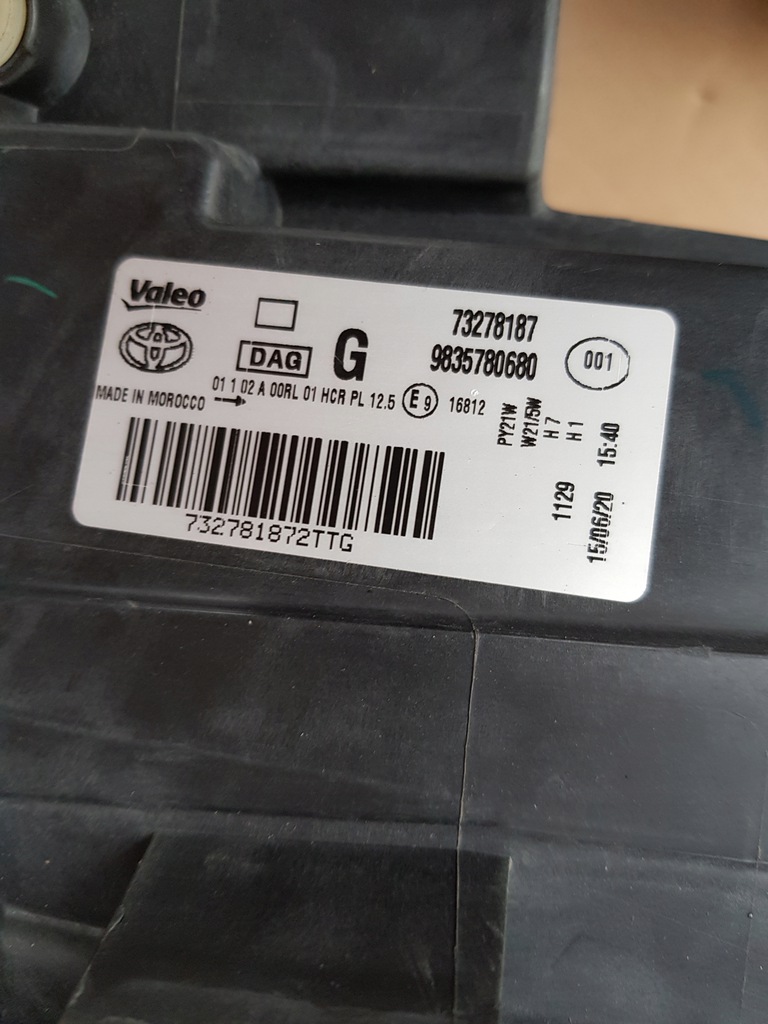 Valeo
73278187
DAG G 9835780680 001
MADE IN MOROCCO 01 1 02 A 00RL 01 HCR PL 12.5 E9 16812
PY21W
W21/5W
H7
H1
1129
15/06/20 15:40
732781872TTG